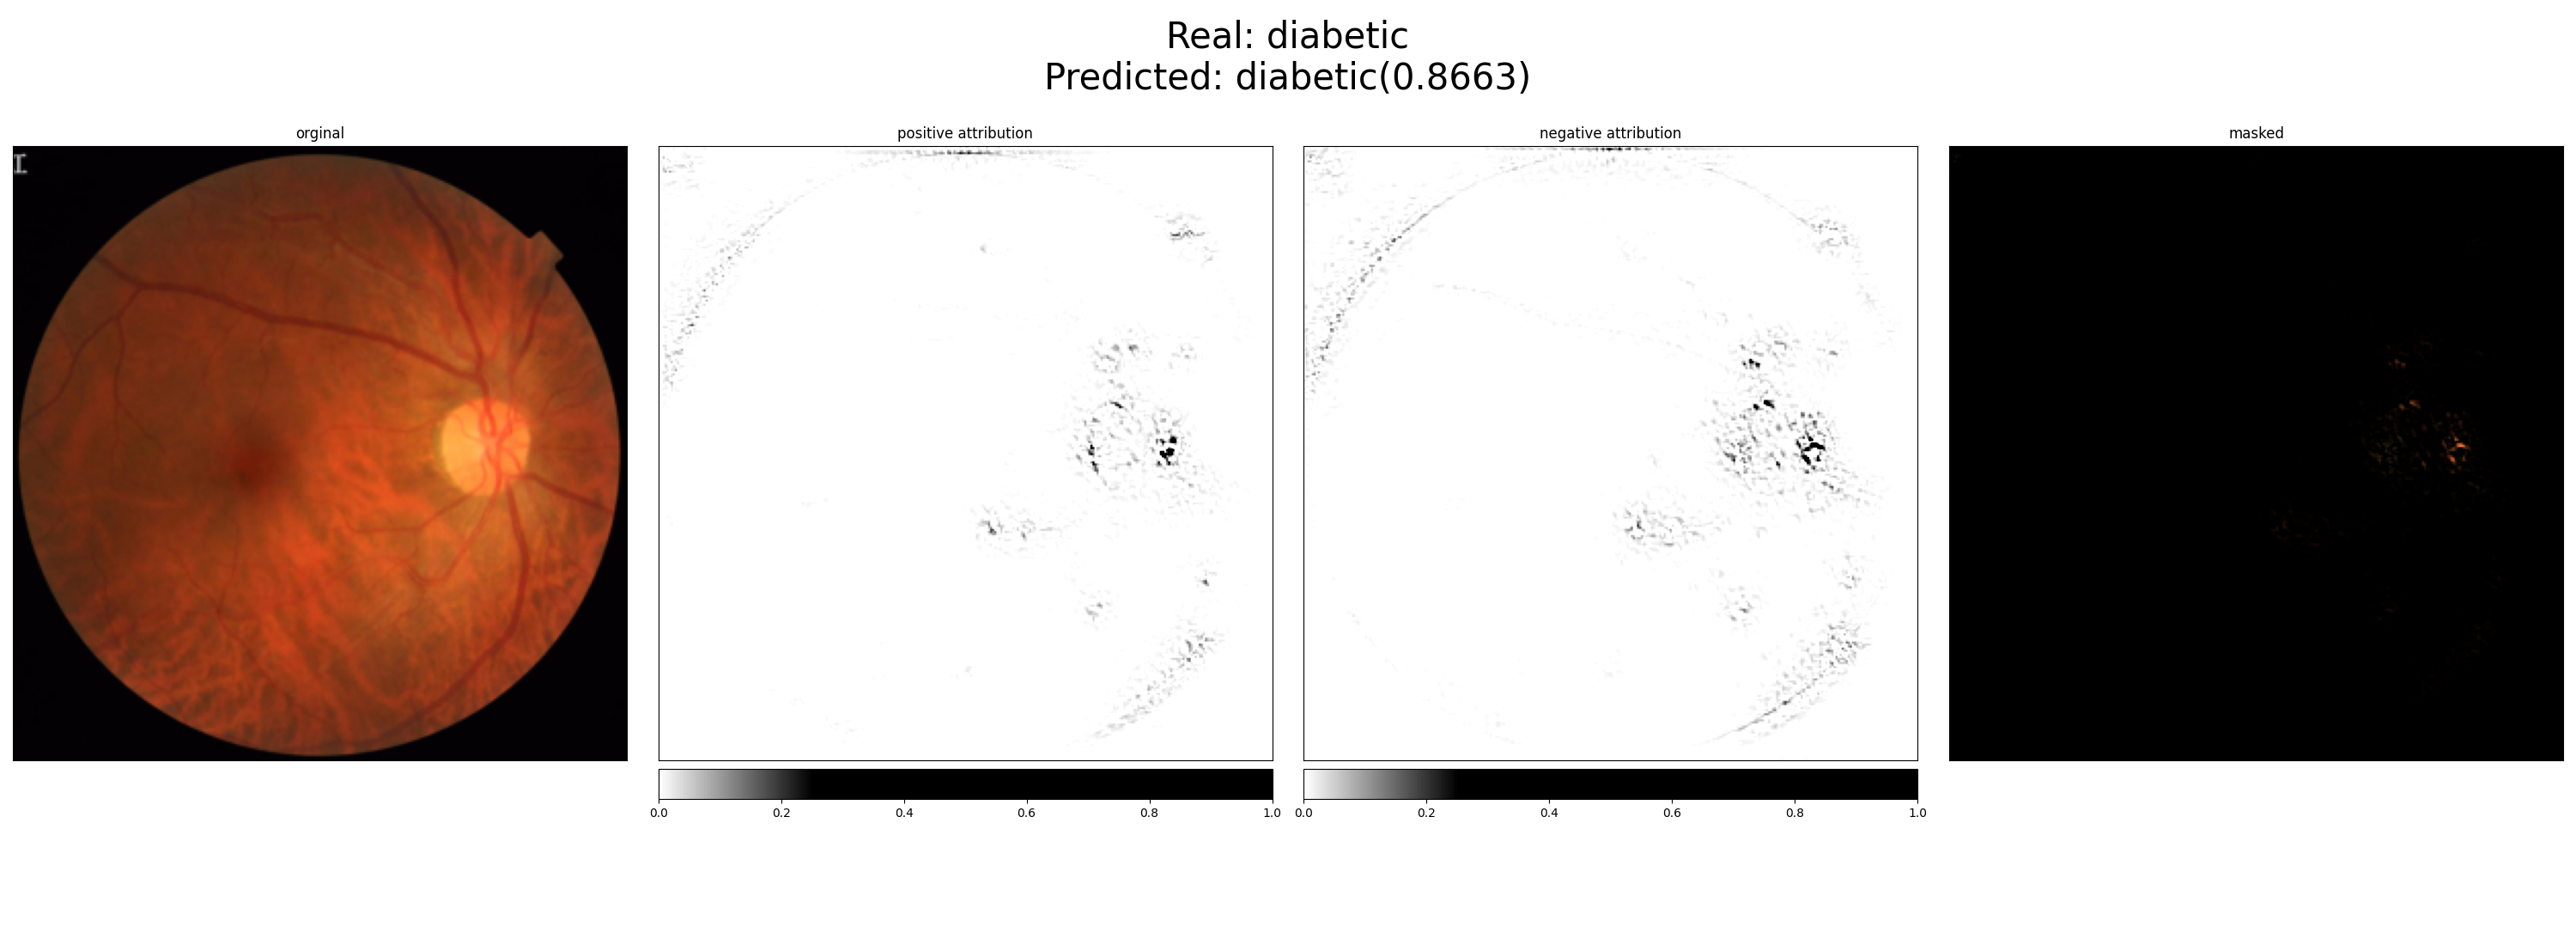 Real: diabetic
Predicted: diabetic(0.8663)
orginal
positive attribution
negative attribution
masked
I
0.0 0.2 0.4 0.6 0.8 1.0
0.0 0.2 0.4 0.6 0.8 1.0